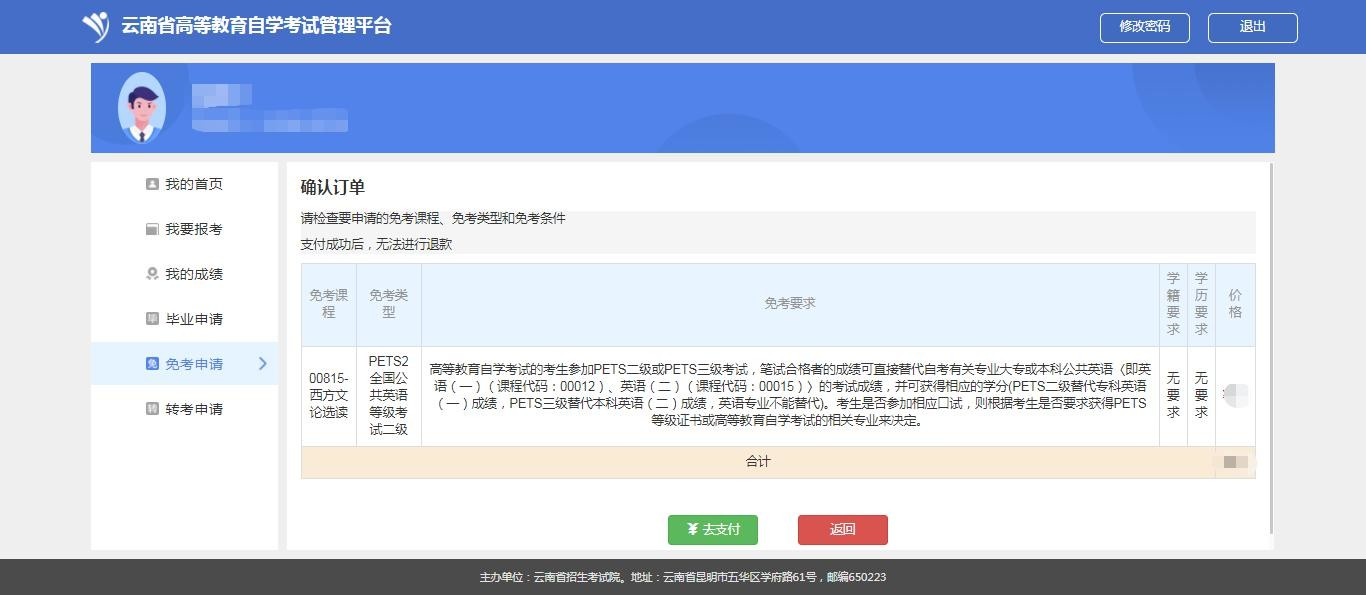 云南省高等教育自学考试管理平台
修改密码
退出
我的首页
我要报考
我的成绩
毕业申请
免考申请
转考申请
确认订单
请检查要申请的免考课程、免考类型和免考条件
支付成功后，无法进行退款
免考课程
免考类型
免考要求
学籍要求
学历要求
价格
00815-
西方文
论选读
PETS2
全国公
共英语
等级考
试二级
高等教育自学考试的考生参加PETS二级或PETS三级考试，笔试合格者的成绩可直接替代自考有关专业大专或本科公共英语（即英
语（一）（课程代码：00012）、英语（二）（课程代码：00015））的考试成绩，并可获得相应的学分(PETS二级替代专科英语
（一）成绩，PETS三级替代本科英语（二）成绩，英语专业不能替代)。考生是否参加相应口试，则根据考生是否要求获得PETS
等级证书或高等教育自学考试的相关专业来决定。
无要求
无要求
合计
¥ 去支付
返回
主办单位：云南省招生考试院。地址：云南省昆明市五华区学府路61号，邮编650223